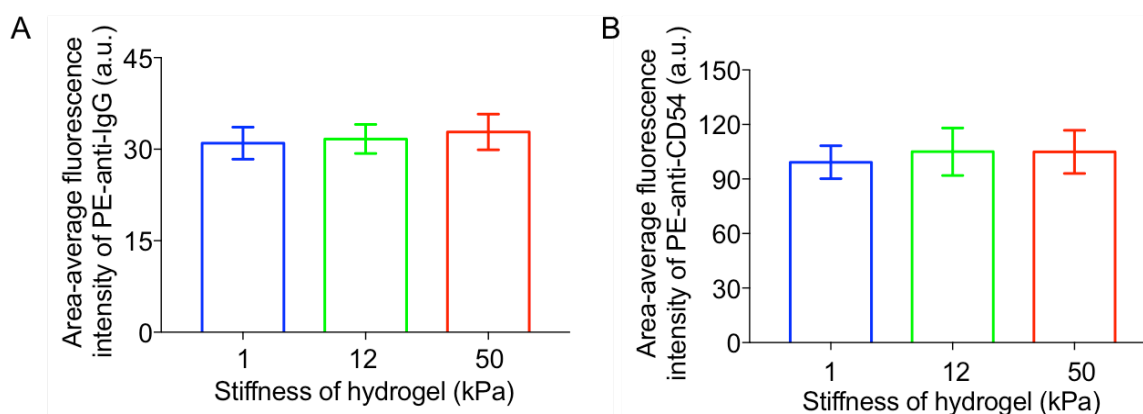 A
Area-average fluorescence
intensity of PE-anti-IgG (a.u.)
45
30
15
0
1 12 50
Stiffness of hydrogel (kPa)
B
Area-average fluorescence
intensity of PE-anti-CD54 (a.u.)
150
120
90
60
30
0
1 12 50
Stiffness of hydrogel (kPa)